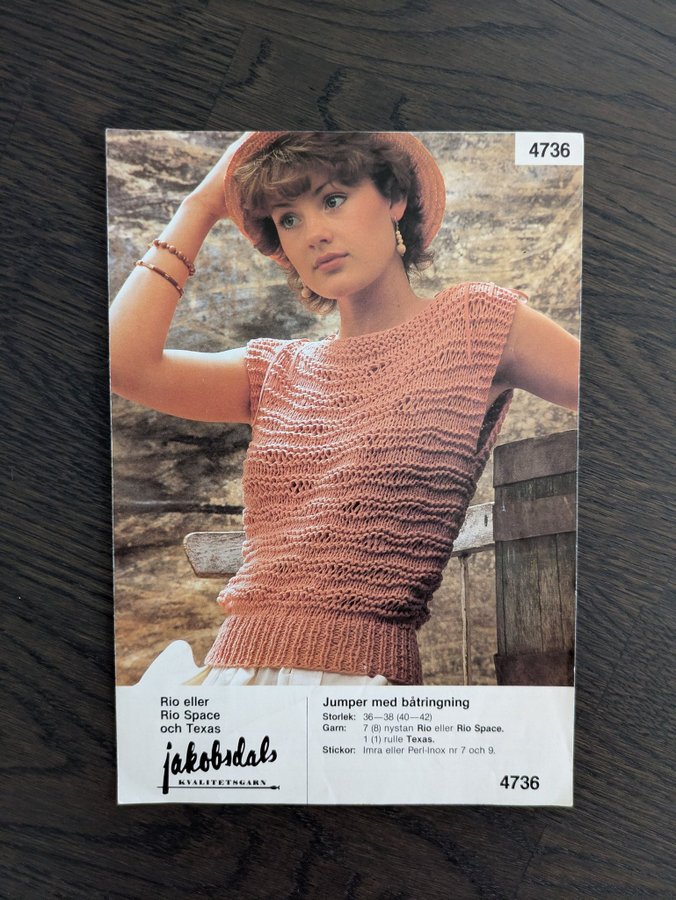 4736
Rio eller
Rio Space
och Texas
jakobsdals
KVALITETSGARN
Jumper med båtringning
Storlek: 36—38 (40—42)
Garn: 7 (8) nystan Rio eller Rio Space.
1 (1) rulle Texas.
Stickor: Imra eller Perl-Inox nr 7 och 9.
4736